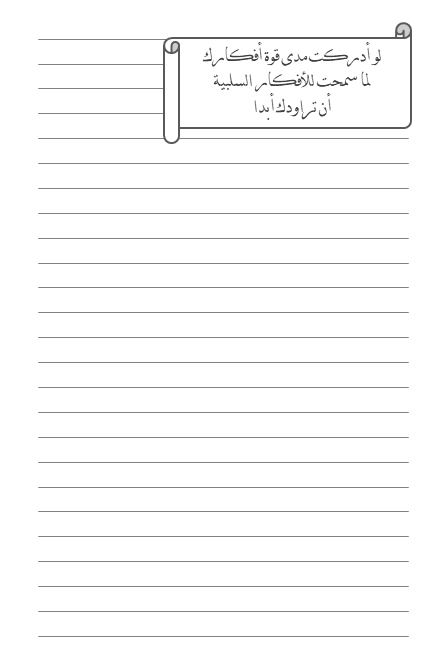 لو أدركت مدى قوة أفكارك
لما سمحت للأفكار السلبية
أن تراودك أبدا